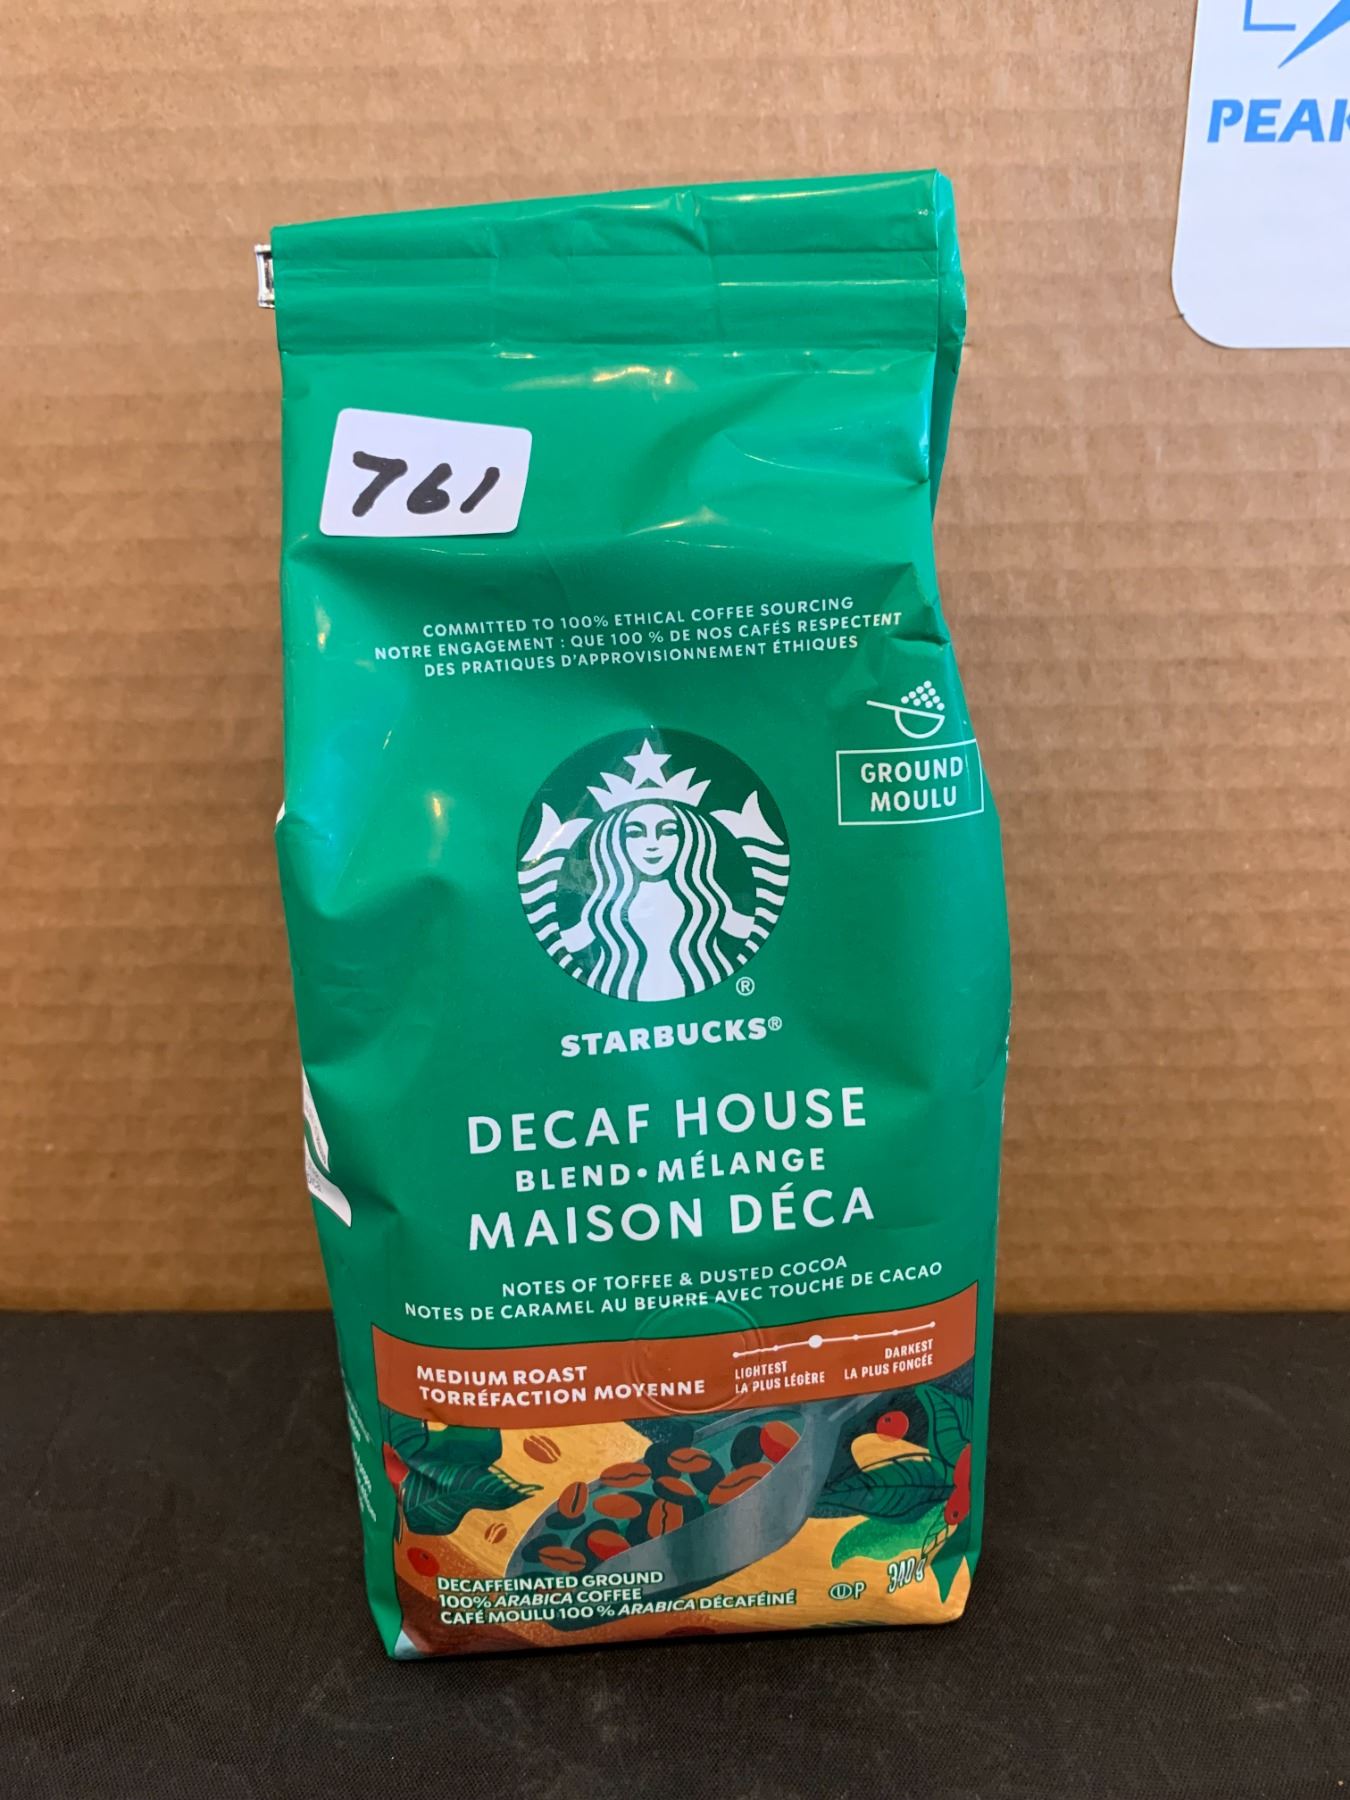 PEAK
761
COMMITTED TO 100% ETHICAL COFFEE SOURCING
NOTRE ENGAGEMENT : QUE 100 % DE NOS CAFÉS RESPECTENT
DES PRATIQUES D'APPROVISIONNEMENT ÉTHIQUES
GROUND
MOULU
®
STARBUCKS®
DECAF HOUSE
BLEND • MÉLANGE
MAISON DÉCA
NOTES OF TOFFEE & DUSTED COCOA
NOTES DE CARAMEL AU BEURRE AVEC TOUCHE DE CACAO
MEDIUM ROAST
TORRÉFACTION MOYENNE
LIGHTEST
LA PLUS LÉGÈRE
DARKEST
LA PLUS FONCÉE
DECAFFEINATED GROUND
100% ARABICA COFFEE
CAFÉ MOULU 100 % ARABICA DÉCAFÉINÉ
U P
340 g